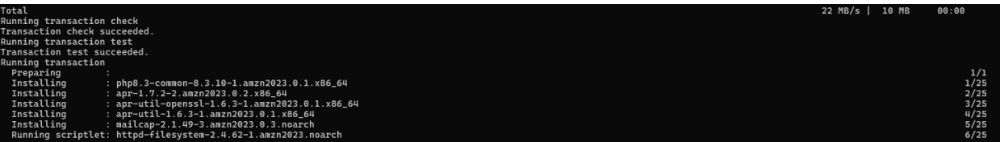 Total 22 MB/s | 10 MB 00:00
Running transaction check
Transaction check succeeded.
Running transaction test
Transaction test succeeded.
Running transaction
Preparing : 1/1
Installing : php8.3-common-8.3.10-1.amzn2023.0.1.x86_64 1/25
Installing : apr-1.7.2-2.amzn2023.0.2.x86_64 2/25
Installing : apr-util-openssl-1.6.3-1.amzn2023.0.1.x86_64 3/25
Installing : apr-util-1.6.3-1.amzn2023.0.1.x86_64 4/25
Installing : mailcap-2.1.49-3.amzn2023.0.3.noarch 5/25
Running scriptlet: httpd-filesystem-2.4.62-1.amzn2023.noarch 6/25